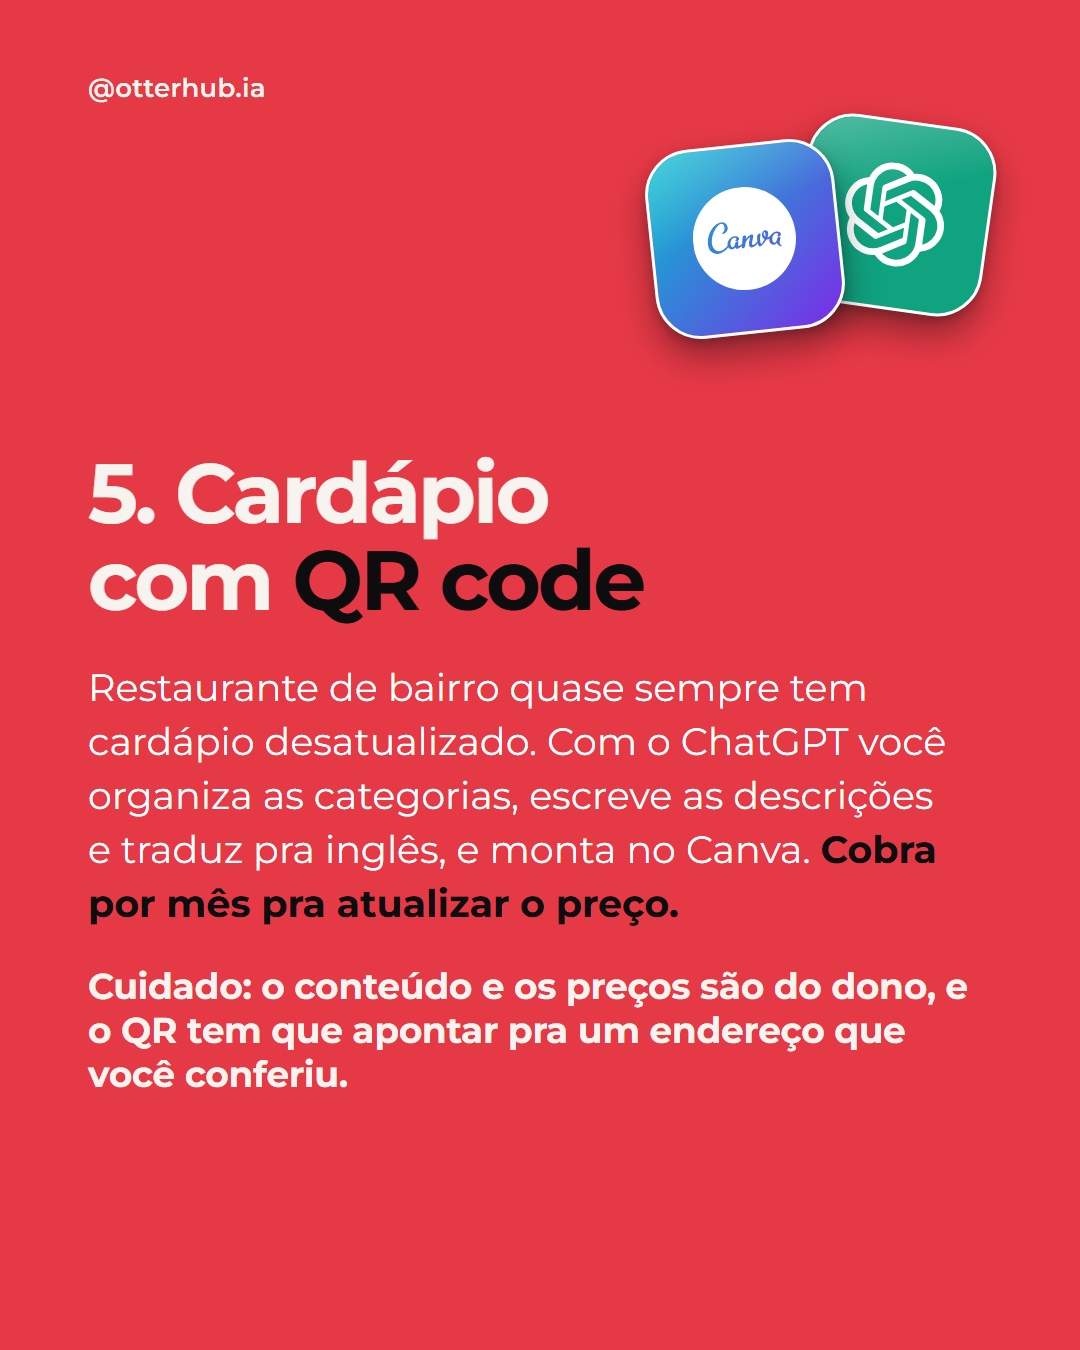 @otterhub.ia
Canva
5. Cardápio
com QR code
Restaurante de bairro quase sempre tem
cardápio desatualizado. Com o ChatGPT você
organiza as categorias, escreve as descrições
e traduz pra inglês, e monta no Canva. Cobra
por mês pra atualizar o preço.
Cuidado: o conteúdo e os preços são do dono, e
o QR tem que apontar pra um endereço que
você conferiu.